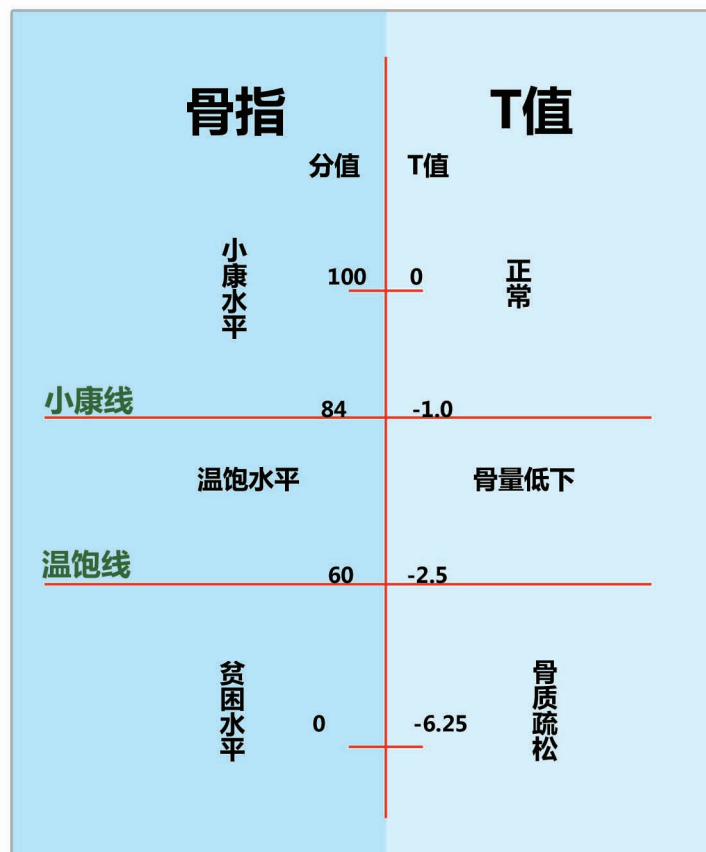 骨指 T值
分值 T值
小康水平 100 0 正常
小康线 84 -1.0
温饱水平 骨量低下
温饱线 60 -2.5
贫困水平 0 -6.25 骨质疏松